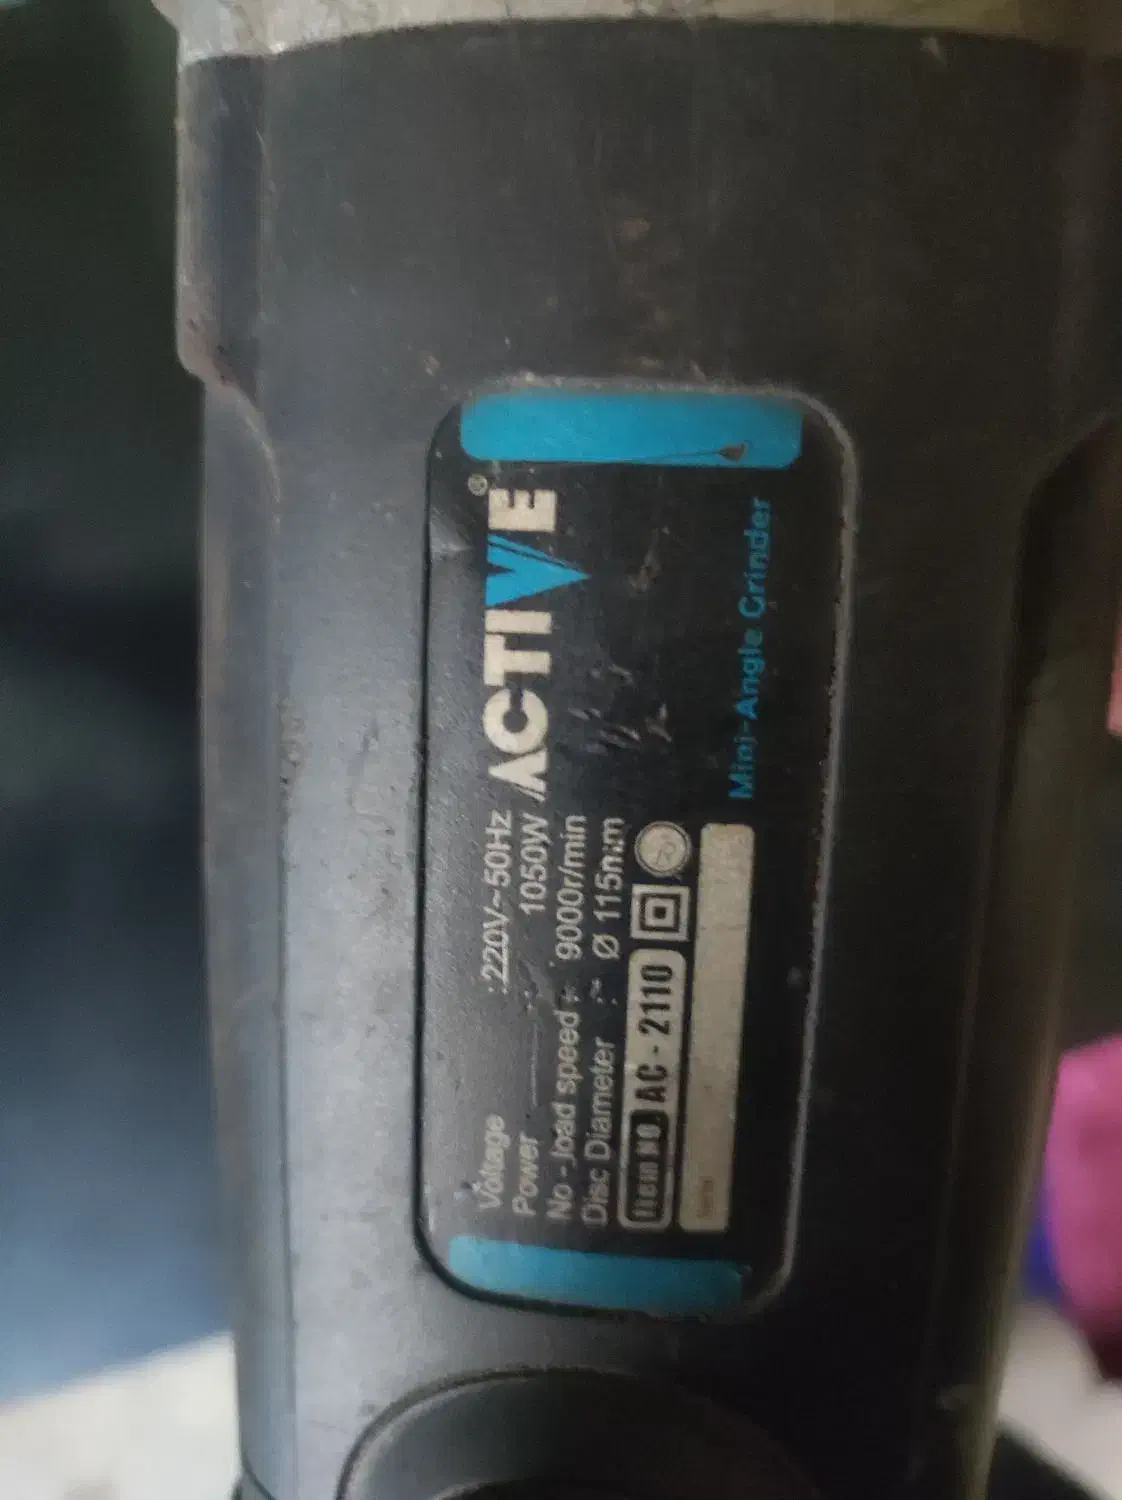 Voltage :220V~50Hz
Power : 1050W
No-load speed : 9000r/min
Disc Diameter : Ø 115mm
Item NO. AC-2110
ACTIVE®
Mini-Angle Grinder